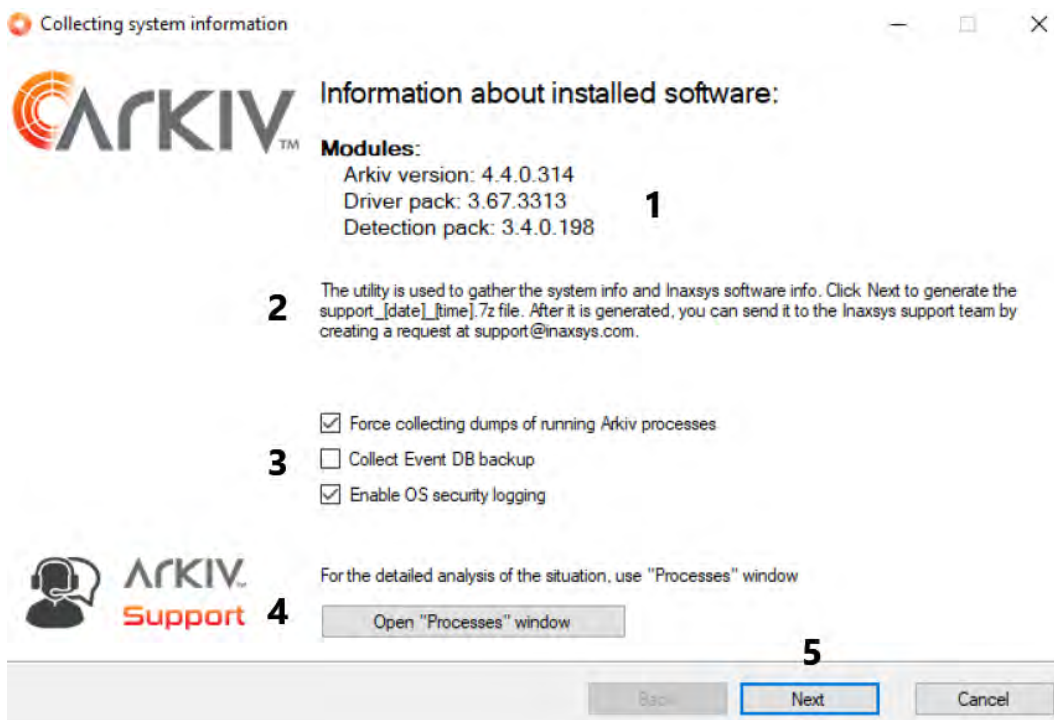 Collecting system information
ARKIV TM
Information about installed software:
Modules:
Arkiv version: 4.4.0.314
Driver pack: 3.67.3313
Detection pack: 3.4.0.198
1
2
The utility is used to gather the system info and Inaxsys software info. Click Next to generate the
support_[date]_[time].7z file. After it is generated, you can send it to the Inaxsys support team by
creating a request at support@inaxsys.com.
Force collecting dumps of running Arkiv processes
3
Collect Event DB backup
Enable OS security logging
ARKIV
Support
4
For the detailed analysis of the situation, use "Processes" window
Open "Processes" window
5
Back
Next
Cancel